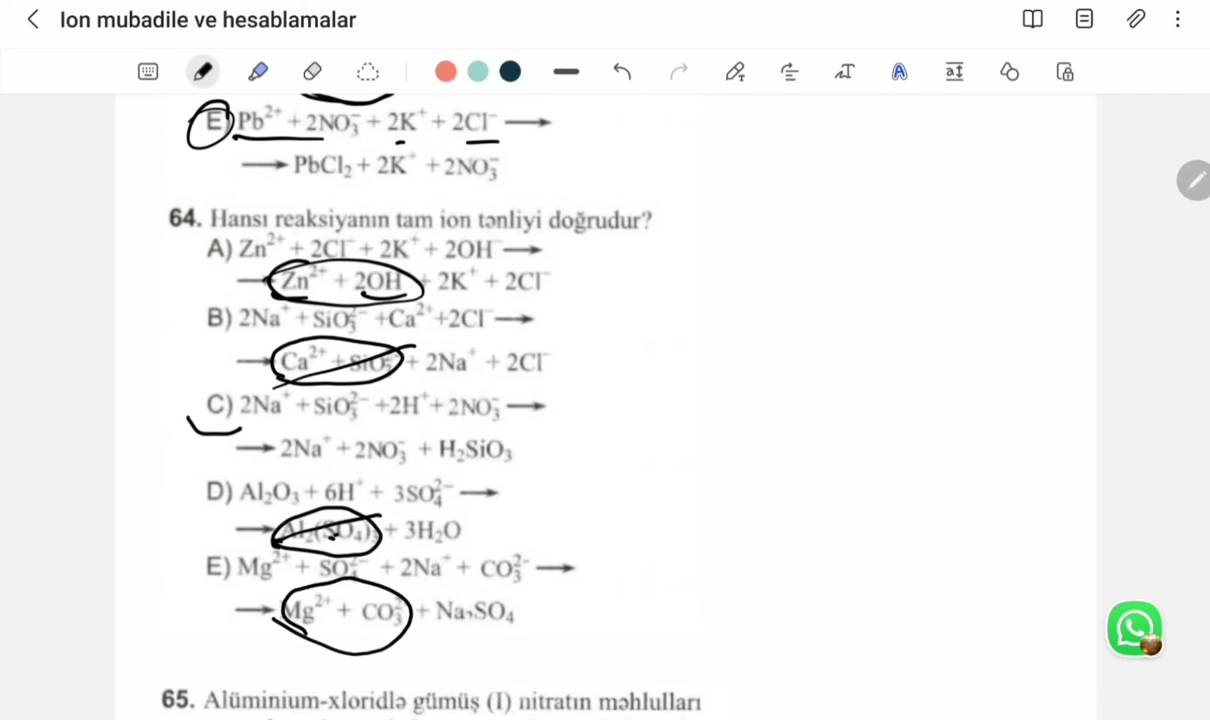 Ion mubadile ve hesablamalar
E) Pb²⁺ + 2NO₃⁻ + 2K⁺ + 2Cl⁻ ⟶
⟶ PbCl₂ + 2K⁺ + 2NO₃⁻
64. Hansı reaksiyanın tam ion tənliyi doğrudur?
A) Zn²⁺ + 2Cl⁻ + 2K⁺ + 2OH⁻ ⟶
⟶ Zn²⁺ + 2OH⁻ + 2K⁺ + 2Cl⁻
B) 2Na⁺ + SiO₃²⁻ + Ca²⁺ + 2Cl⁻ ⟶
⟶ Ca²⁺ + SiO₃²⁻ + 2Na⁺ + 2Cl⁻
C) 2Na⁺ + SiO₃²⁻ + 2H⁺ + 2NO₃⁻ ⟶
⟶ 2Na⁺ + 2NO₃⁻ + H₂SiO₃
D) Al₂O₃ + 6H⁺ + 3SO₄²⁻ ⟶
⟶ Al₂(SO₄)₃ + 3H₂O
E) Mg²⁺ + SO₄²⁻ + 2Na⁺ + CO₃²⁻ ⟶
⟶ Mg²⁺ + CO₃²⁻ + Na₂SO₄
65. Alüminium-xloridlə gümüş (I) nitratın məhlulları